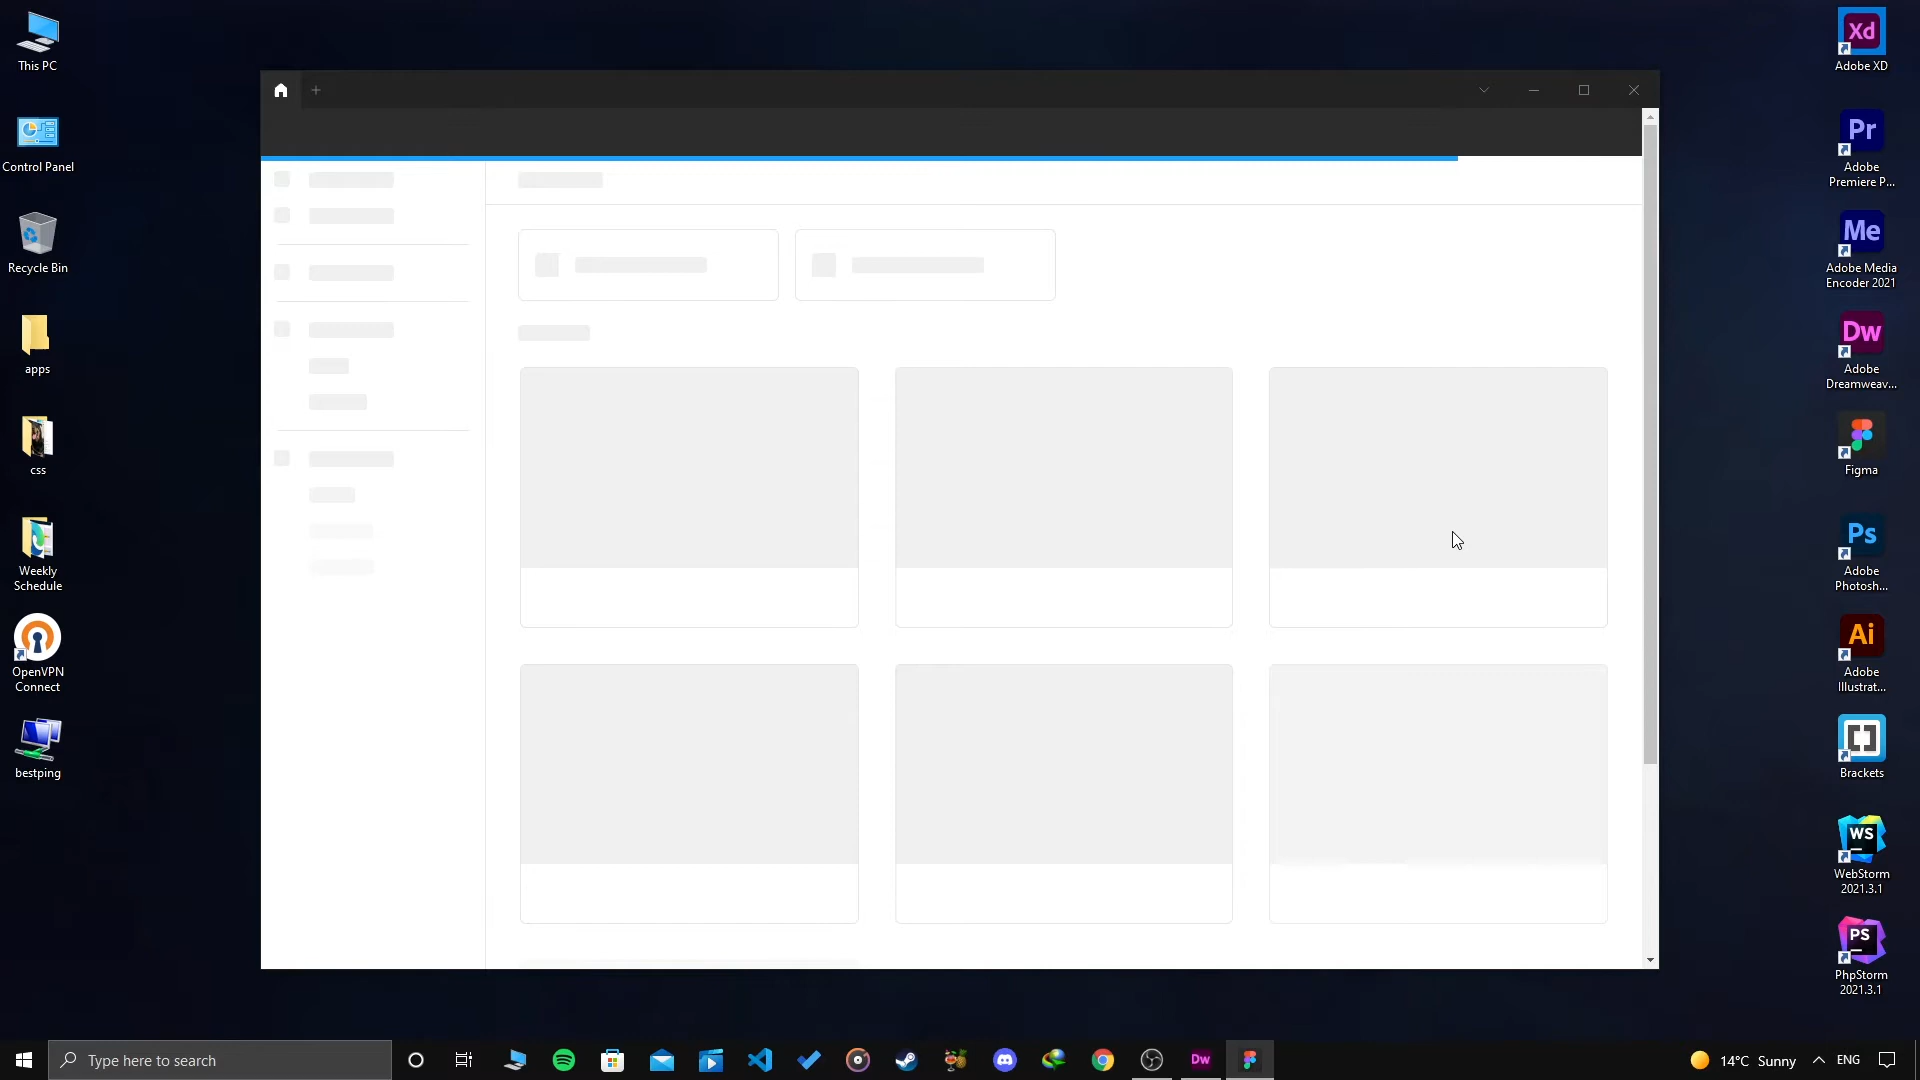 This PC
Control Panel
Recycle Bin
apps
css
Weekly
Schedule
OpenVPN
Connect
bestping
Xd
Adobe XD
Pr
Adobe
Premiere P...
Me
Adobe Media
Encoder 2021
Dw
Adobe
Dreamweav...
Figma
Ps
Adobe
Photosh...
Ai
Adobe
Illustrat...
Brackets
WS
WebStorm
2021.3.1
PS
PhpStorm
2021.3.1
Type here to search
Dw
14°C Sunny
ENG